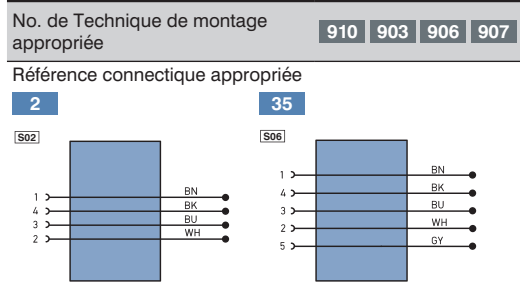 No. de Technique de montage
appropriée
910 903 906 907
Référence connectique appropriée
2
35
S02
1 BN
4 BK
3 BU
2 WH
S06
1 BN
4 BK
3 BU
2 WH
5 GY